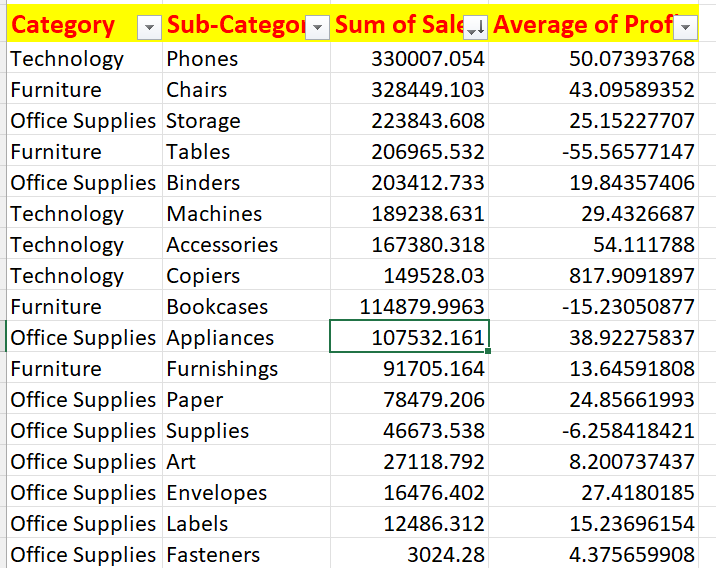 Category Sub-Categor Sum of Sale Average of Prof
Technology Phones 330007.054 50.07393768
Furniture Chairs 328449.103 43.09589352
Office Supplies Storage 223843.608 25.15227707
Furniture Tables 206965.532 -55.56577147
Office Supplies Binders 203412.733 19.84357406
Technology Machines 189238.631 29.4326687
Technology Accessories 167380.318 54.111788
Technology Copiers 149528.03 817.9091897
Furniture Bookcases 114879.9963 -15.23050877
Office Supplies Appliances 107532.161 38.92275837
Furniture Furnishings 91705.164 13.64591808
Office Supplies Paper 78479.206 24.85661993
Office Supplies Supplies 46673.538 -6.258418421
Office Supplies Art 27118.792 8.200737437
Office Supplies Envelopes 16476.402 27.4180185
Office Supplies Labels 12486.312 15.23696154
Office Supplies Fasteners 3024.28 4.375659908